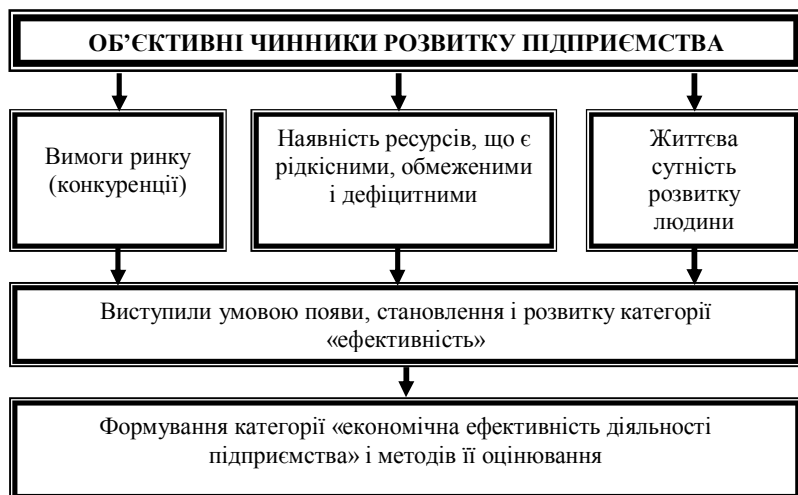 ОБ’ЄКТИВНІ ЧИННИКИ РОЗВИТКУ ПІДПРИЄМСТВА
Вимоги ринку
(конкуренції)
Наявність ресурсів, що є
рідкісними, обмеженими
і дефіцитними
Життєва
сутність
розвитку
людини
Виступили умовою появи, становлення і розвитку категорії
«ефективність»
Формування категорії «економічна ефективність діяльності
підприємства» і методів її оцінювання